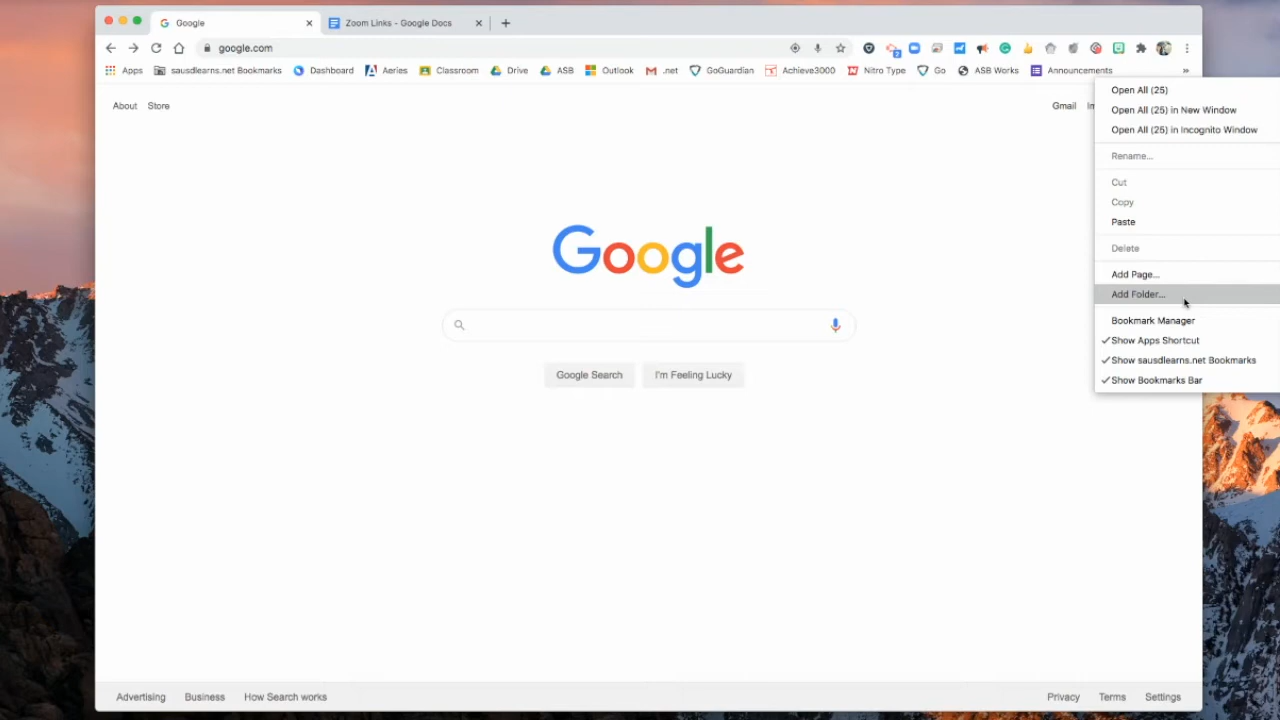 Google
Zoom Links - Google Docs
google.com
2
Apps
sausdlearns.net Bookmarks
Dashboard
Aeries
Classroom
Drive
ASB
Outlook
.net
GoGuardian
Achieve3000
Nitro Type
Go
ASB Works
Announcements
»
About
Store
Gmail
Open All (25)
Open All (25) in New Window
Open All (25) in Incognito Window
Rename...
Cut
Copy
Paste
Delete
Add Page...
Add Folder...
Bookmark Manager
Show Apps Shortcut
Show sausdlearns.net Bookmarks
Show Bookmarks Bar
Google
Google Search
I'm Feeling Lucky
Advertising
Business
How Search works
Privacy
Terms
Settings